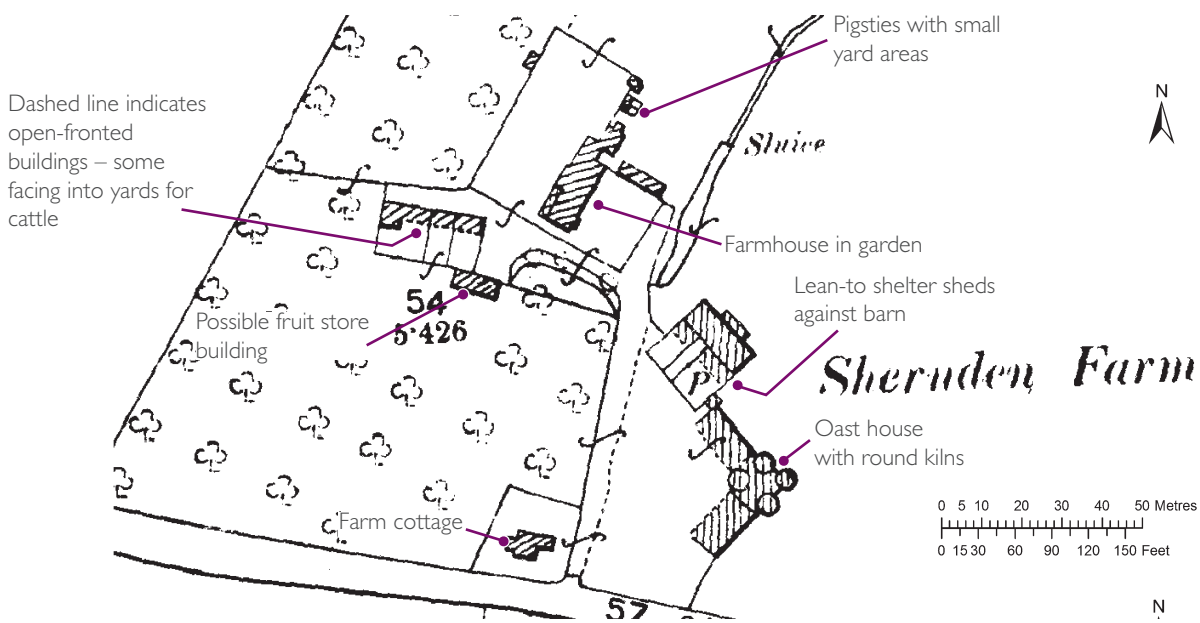 Pigsties with small
yard areas
N
Dashed line indicates
open-fronted
buildings – some
facing into yards for
cattle
Sluice
Farmhouse in garden
Lean-to shelter sheds
against barn
54
5·426
Possible fruit store
building
P
Shernden Farm
Oast house
with round kilns
Farm cottage
0 5 10 20 30 40 50 Metres
0 15 30 60 90 120 150 Feet
57
N